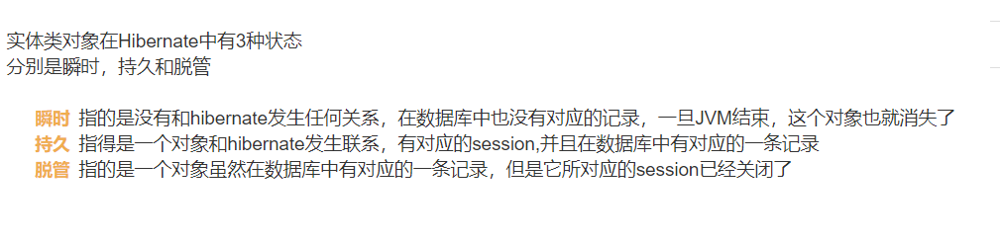 实体类对象在Hibernate中有3种状态
分别是瞬时，持久和脱管
瞬时 指的是没有和hibernate发生任何关系，在数据库中也没有对应的记录，一旦JVM结束，这个对象也就消失了
持久 指得是一个对象和hibernate发生联系，有对应的session,并且在数据库中有对应的一条记录
脱管 指的是一个对象虽然在数据库中有对应的一条记录，但是它所对应的session已经关闭了